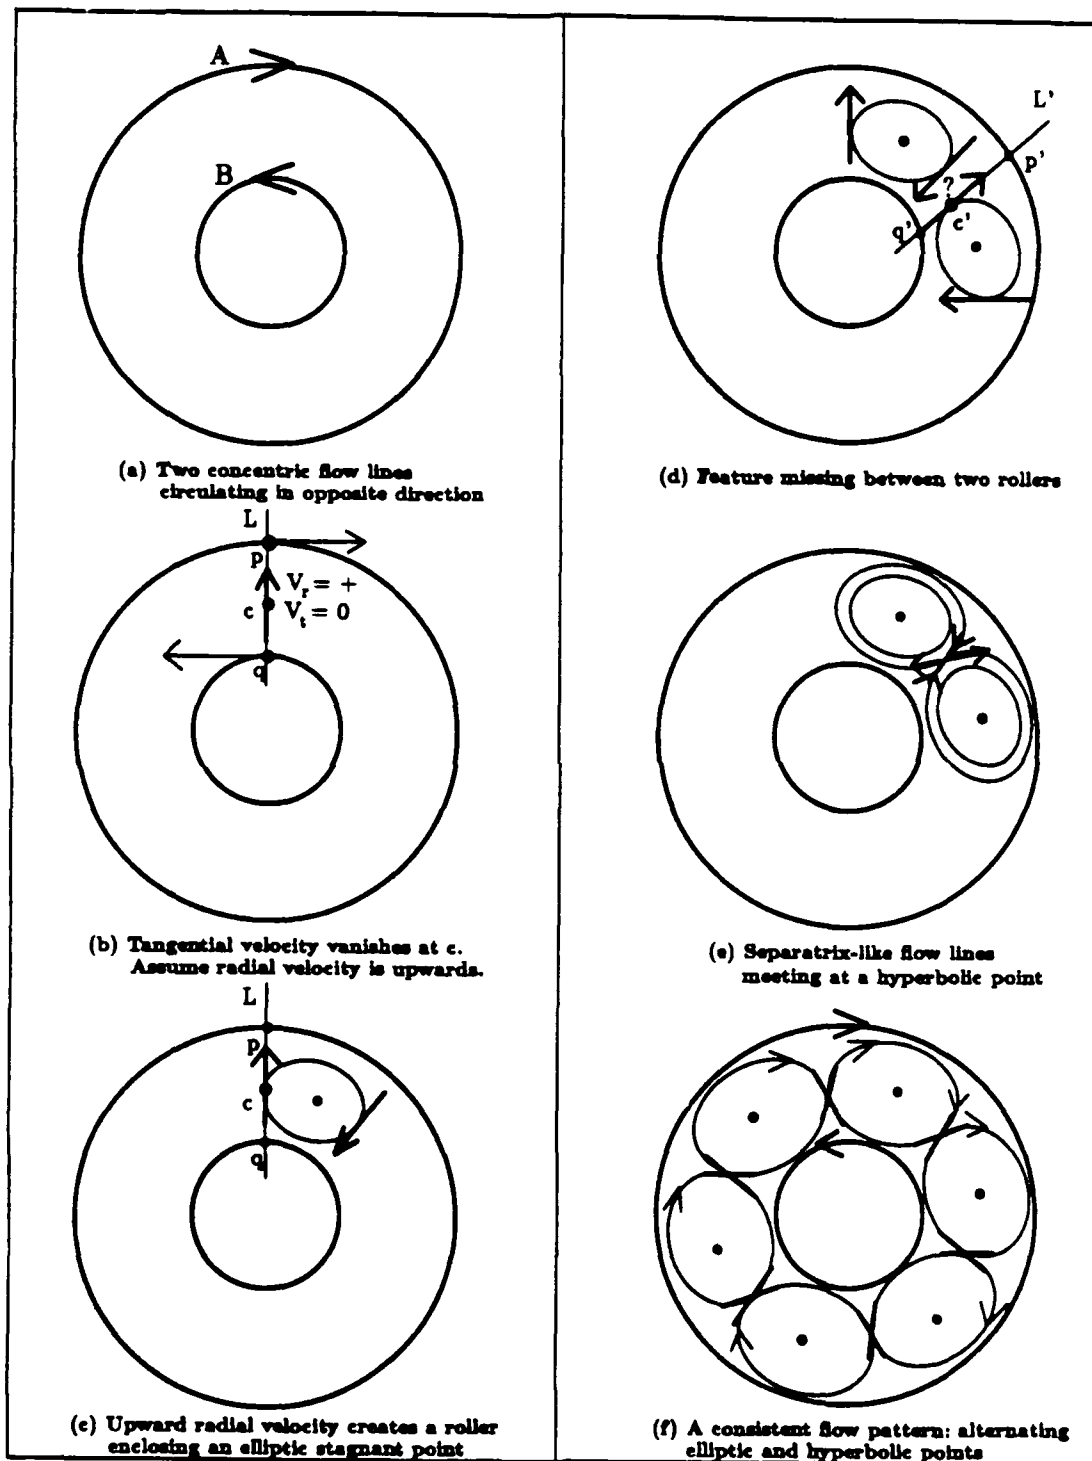 A
B
(a) Two concentric flow lines
circulating in opposite direction
L
p
V_r = +
c
V_t = 0
q
(b) Tangential velocity vanishes at c.
Assume radial velocity is upwards.
L
p
c
q
(c) Upward radial velocity creates a roller
enclosing an elliptic stagnant point
L'
p'
?
c'
q'
(d) Feature missing between two rollers
(e) Separatrix-like flow lines
meeting at a hyperbolic point
(f) A consistent flow pattern: alternating
elliptic and hyperbolic points